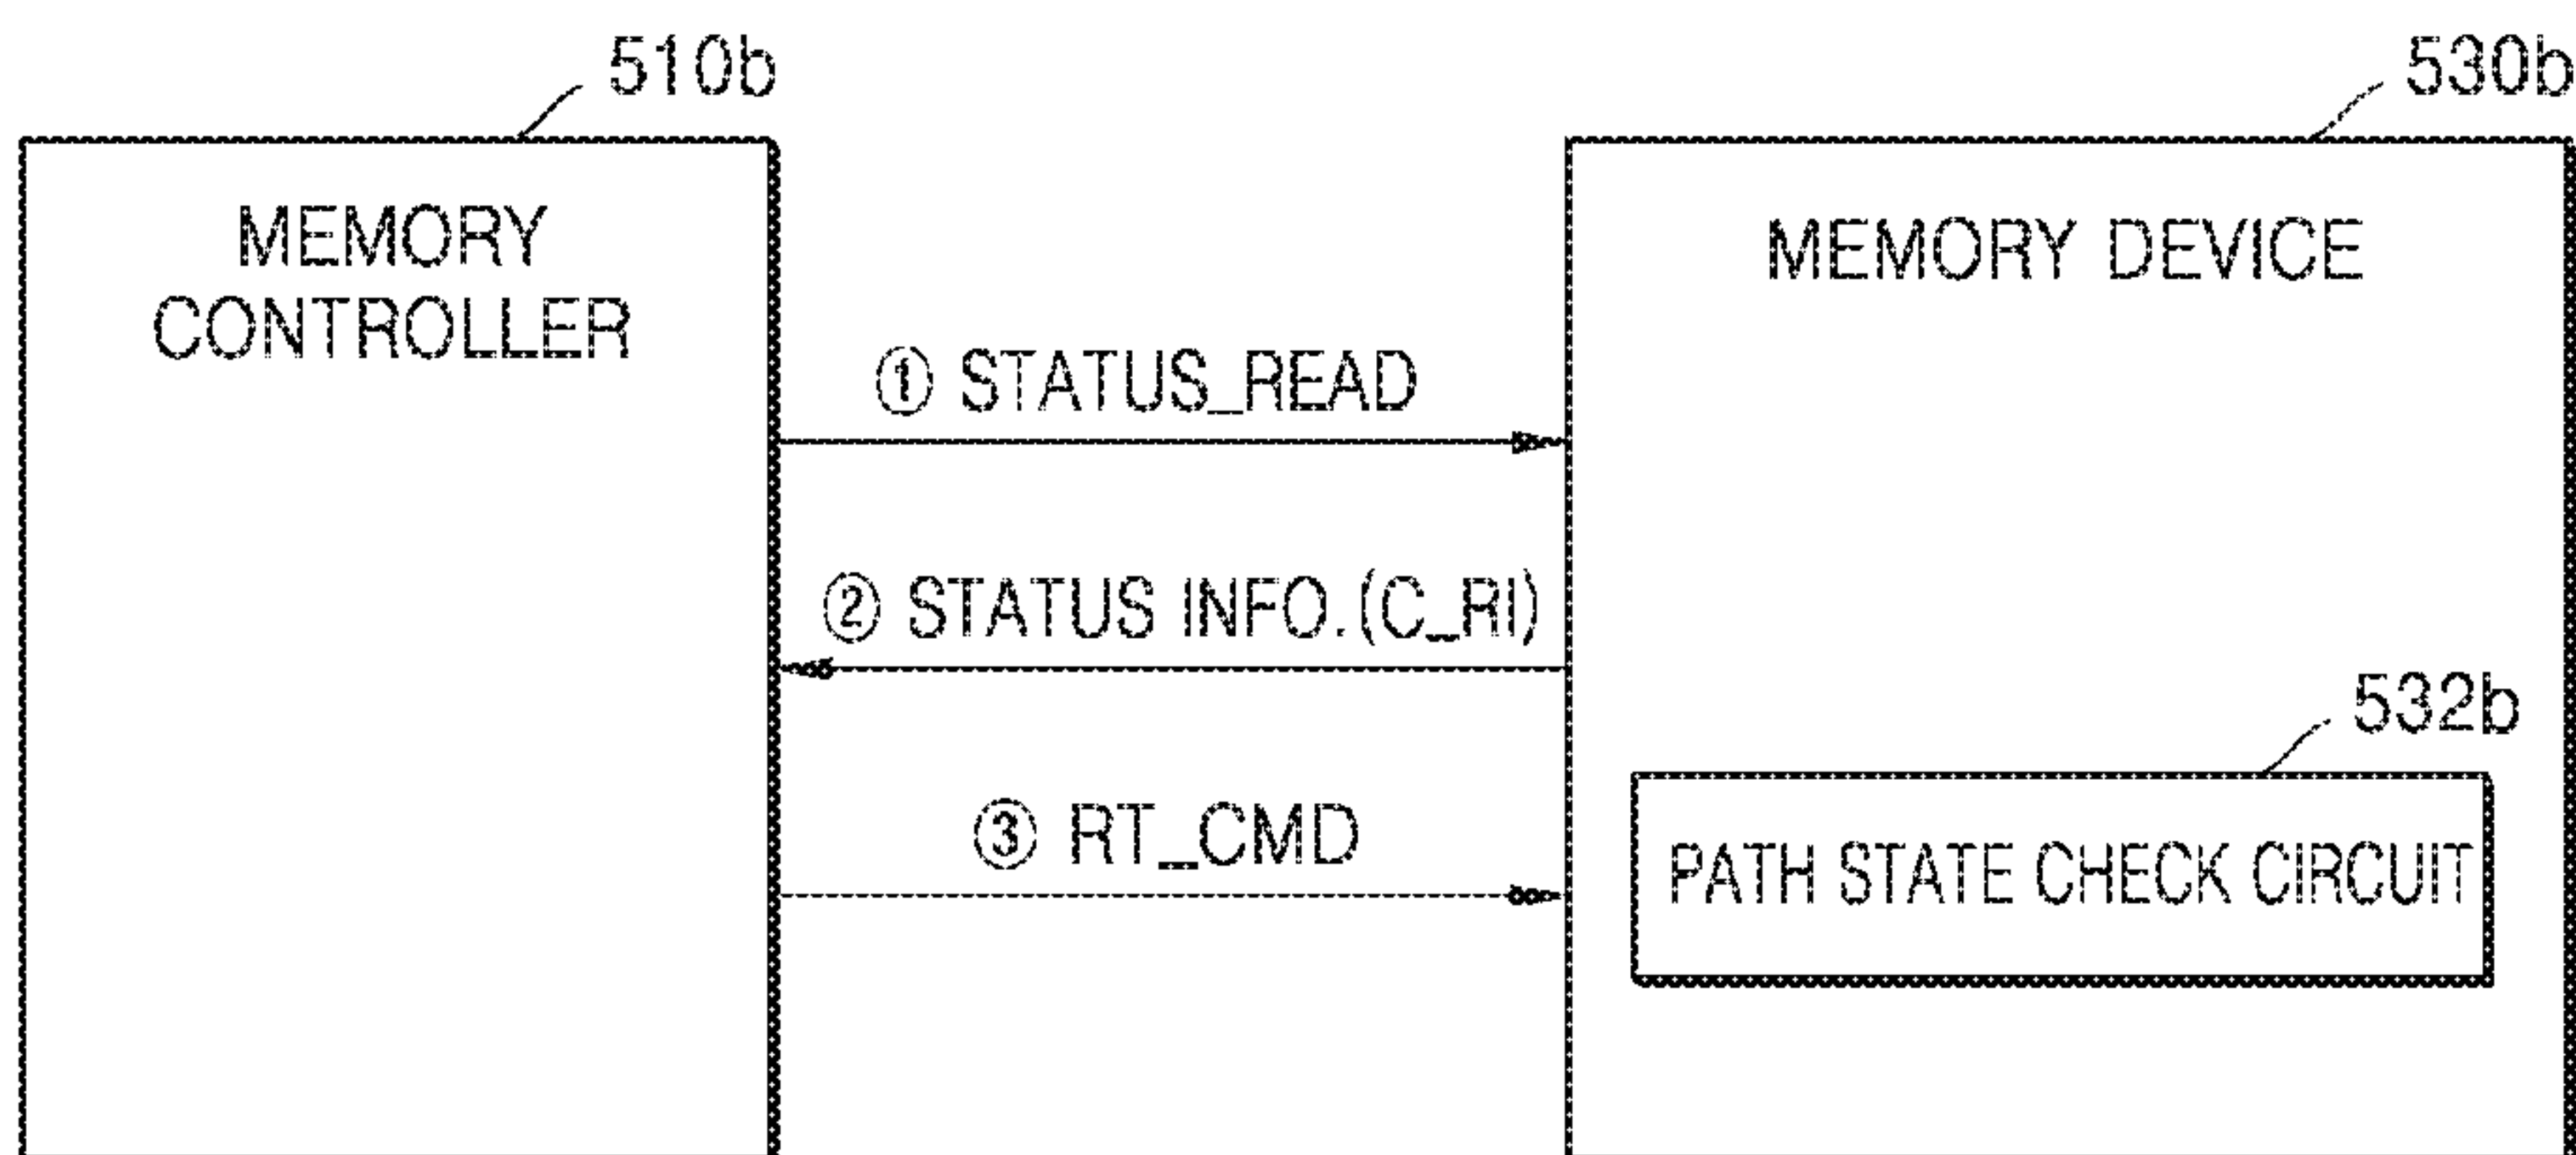 510b
530b
MEMORY
CONTROLLER
MEMORY DEVICE
① STATUS_READ
② STATUS INFO.(C_RI)
532b
③ RT_CMD
PATH STATE CHECK CIRCUIT